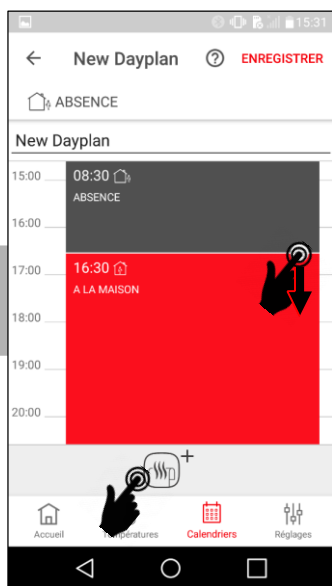 15:31
New Dayplan ? ENREGISTRER
ABSENCE
New Dayplan
15:00 08:30
ABSENCE
16:00
17:00 16:30
A LA MAISON
18:00
19:00
20:00
+
Accueil Températures Calendriers Réglages